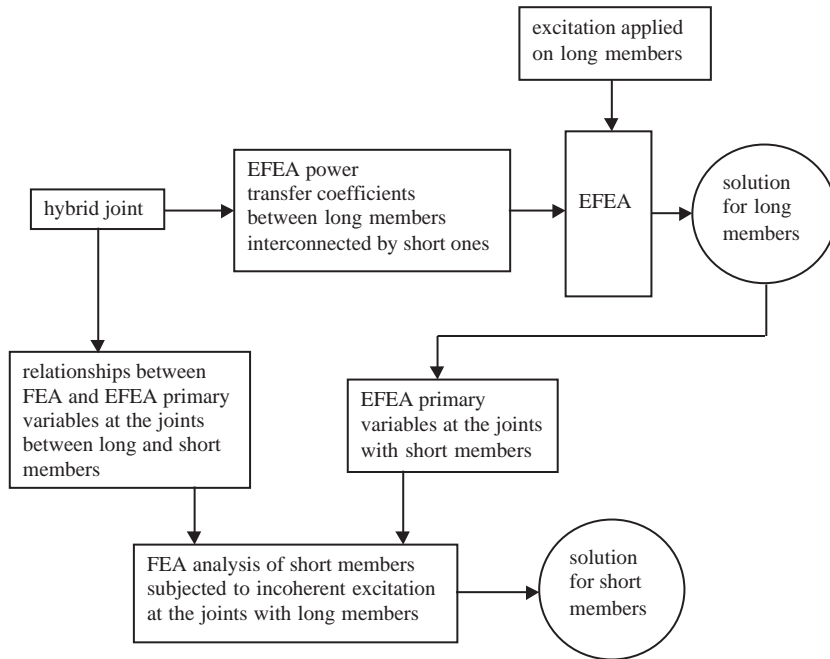 excitation applied
on long members
EFEA power
transfer coefficients
between long members
interconnected by short ones
hybrid joint
EFEA
solution
for long
members
relationships between
FEA and EFEA primary
variables at the joints
between long and short
members
EFEA primary
variables at the joints
with short members
FEA analysis of short members
subjected to incoherent excitation
at the joints with long members
solution
for short
members